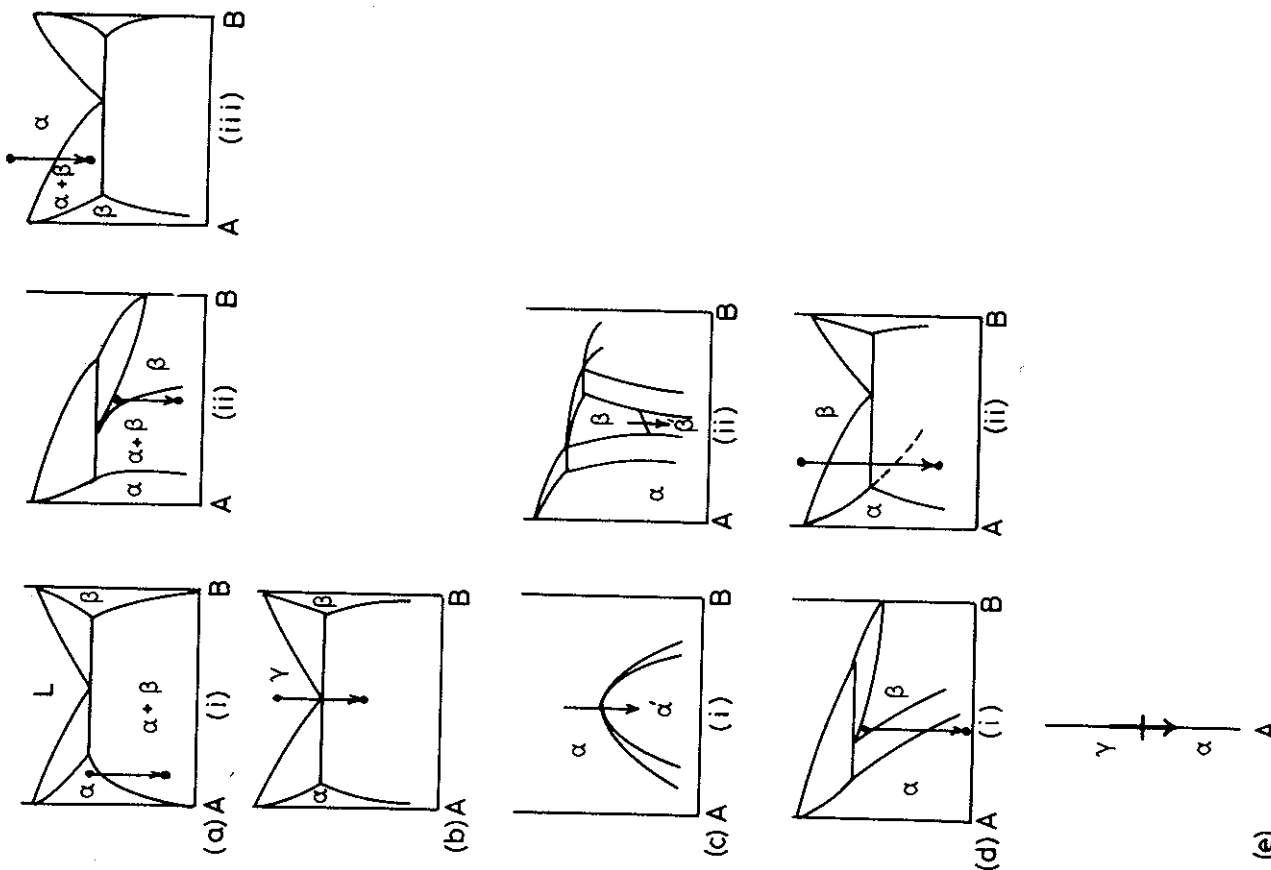 L
α
β
α + β
A
B
(i)
α
α + β
β
A
B
(ii)
α
α + β
β
A
B
(iii)
(a)
γ
α
β
A
B
(b)
α
α'
A
B
(i)
α
β
β'
A
B
(ii)
(c)
α
β
A
B
(i)
β
α
A
B
(ii)
(d)
γ
α
A
(e)